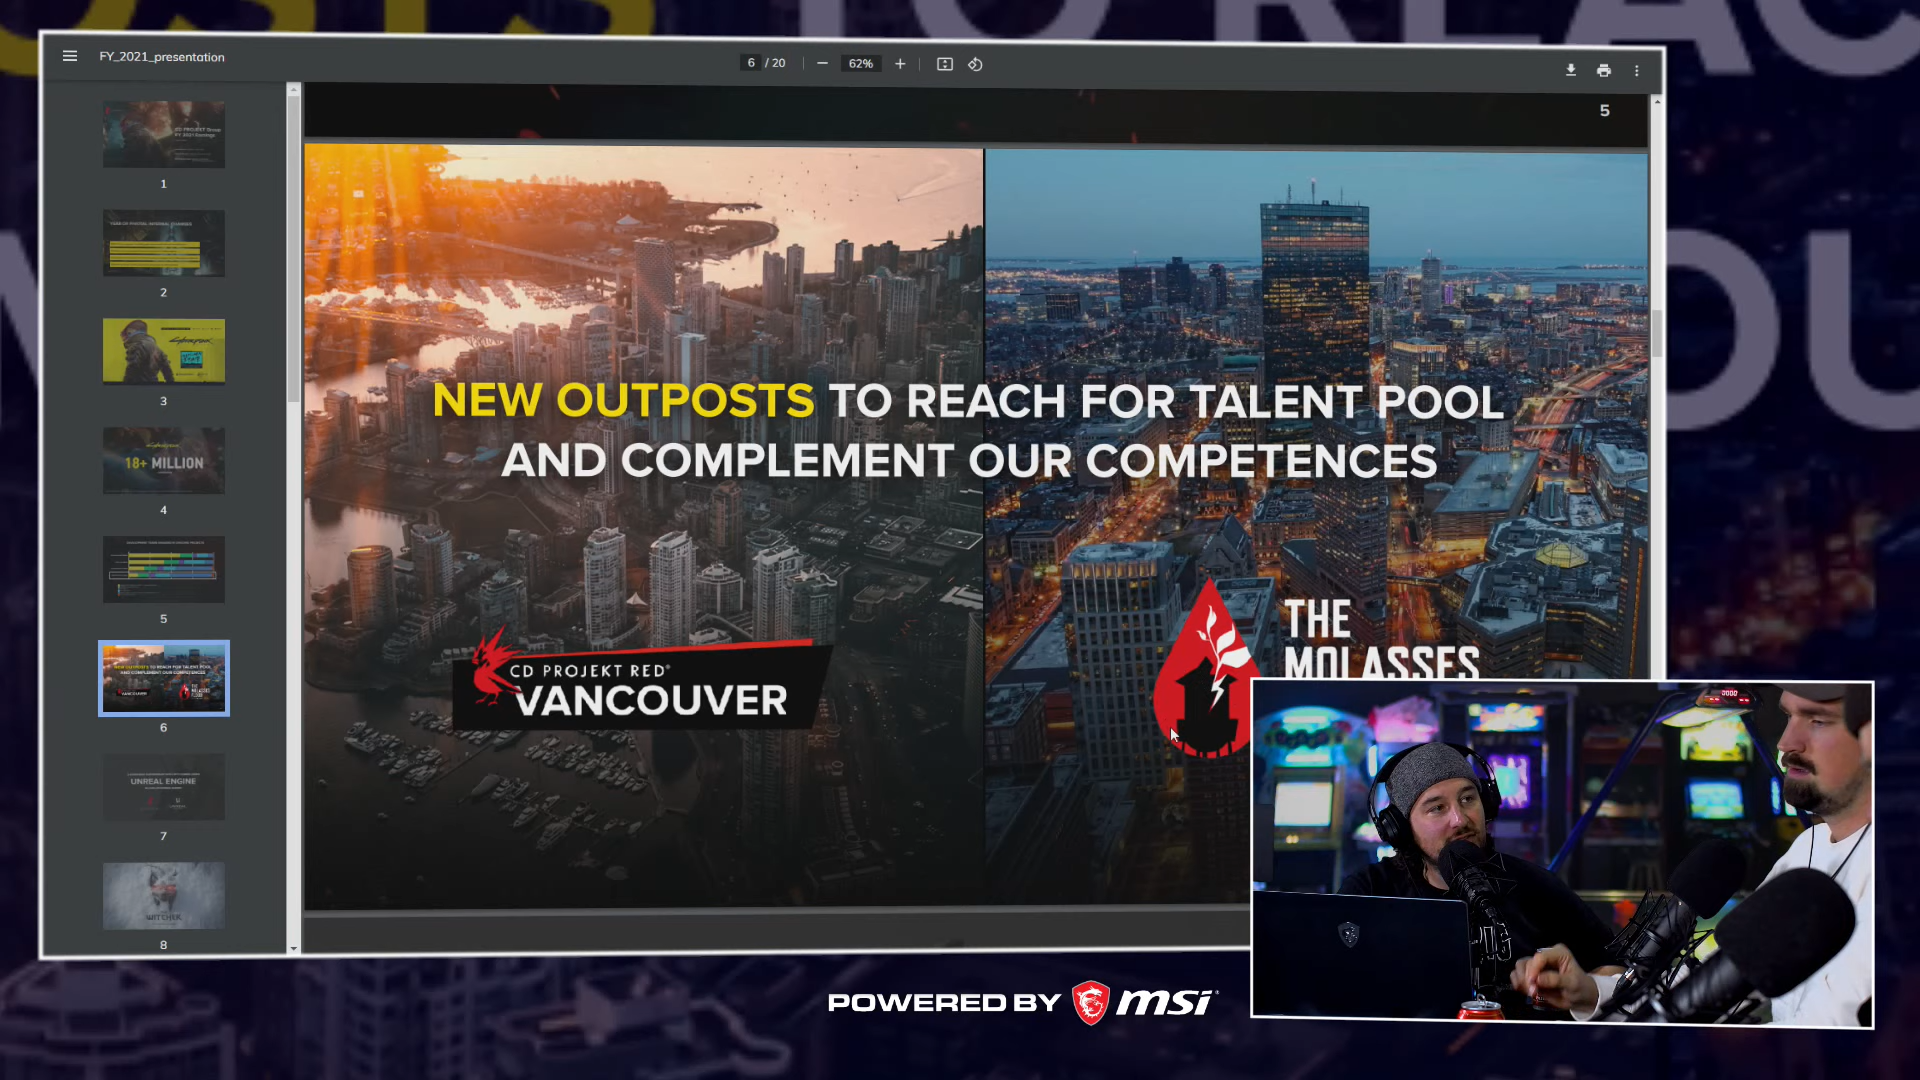 FY_2021_presentation
6 / 20
62%
5
1
2
3
18+ MILLION
4
5
6
UNREAL ENGINE
7
WITCHER
8
NEW OUTPOSTS TO REACH FOR TALENT POOL
AND COMPLEMENT OUR COMPETENCES
CD PROJEKT RED®
VANCOUVER
THE
MOLASSES
POWERED BY msi